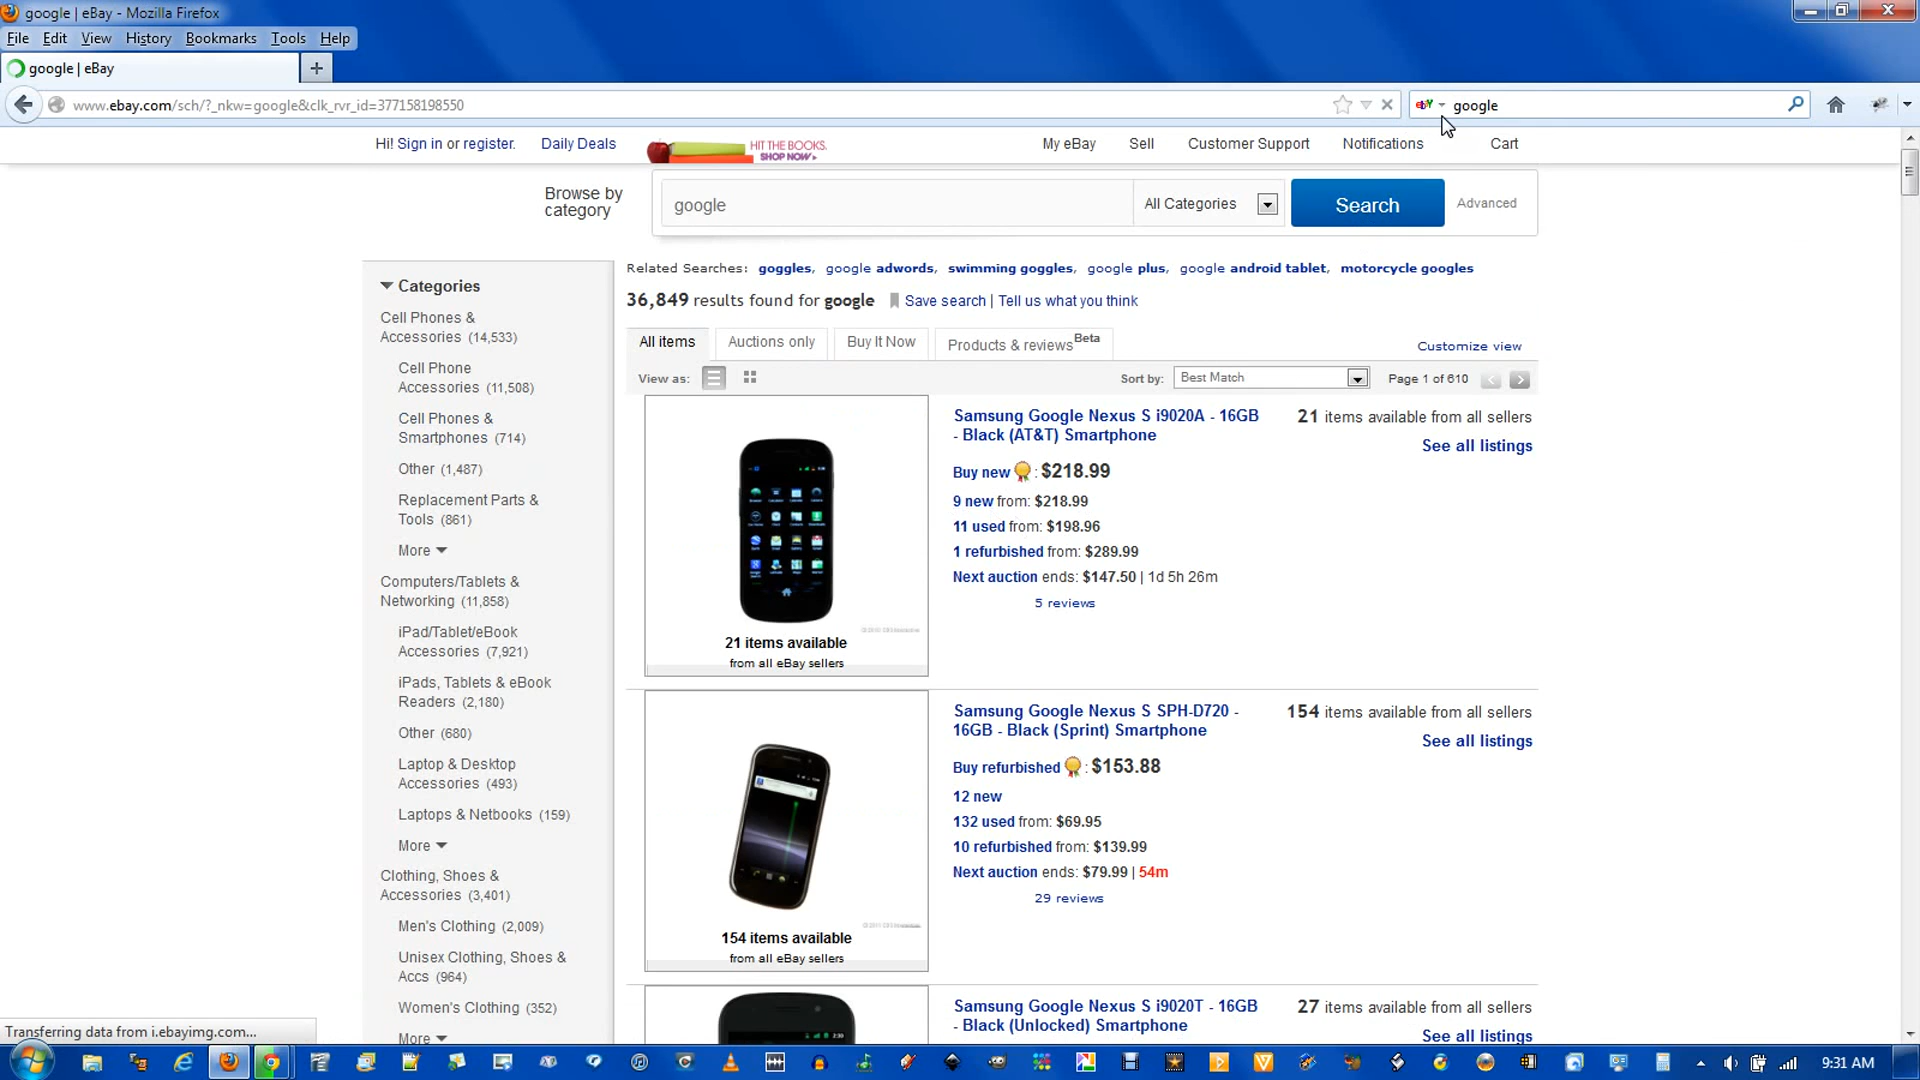 google | eBay - Mozilla Firefox
File Edit View History Bookmarks Tools Help
google | eBay
www.ebay.com/sch/?_nkw=google&clk_rvr_id=377158198550
ebY google
Hi! Sign in or register. Daily Deals HIT THE BOOKS. SHOP NOW My eBay Sell Customer Support Notifications Cart
Browse by category
google All Categories Search Advanced
Related Searches: goggles, google adwords, swimming goggles, google plus, google android tablet, motorcycle goggles
36,849 results found for google Save search | Tell us what you think
All items Auctions only Buy It Now Products & reviews Beta Customize view
View as: Sort by: Best Match Page 1 of 610
Categories
Cell Phones &
Accessories (14,533)
Cell Phone
Accessories (11,508)
Cell Phones &
Smartphones (714)
Other (1,487)
Replacement Parts &
Tools (861)
More
Computers/Tablets &
Networking (11,858)
iPad/Tablet/eBook
Accessories (7,921)
iPads, Tablets & eBook
Readers (2,180)
Other (680)
Laptop & Desktop
Accessories (493)
Laptops & Netbooks (159)
More
Clothing, Shoes &
Accessories (3,401)
Men's Clothing (2,009)
Unisex Clothing, Shoes &
Accs (964)
Women's Clothing (352)
More
21 items available
from all eBay sellers
Samsung Google Nexus S i9020A - 16GB
- Black (AT&T) Smartphone
Buy new : $218.99
9 new from: $218.99
11 used from: $198.96
1 refurbished from: $289.99
Next auction ends: $147.50 | 1d 5h 26m
5 reviews
21 items available from all sellers
See all listings
154 items available
from all eBay sellers
Samsung Google Nexus S SPH-D720 -
16GB - Black (Sprint) Smartphone
Buy refurbished : $153.88
12 new
132 used from: $69.95
10 refurbished from: $139.99
Next auction ends: $79.99 | 54m
29 reviews
154 items available from all sellers
See all listings
Samsung Google Nexus S i9020T - 16GB
- Black (Unlocked) Smartphone
27 items available from all sellers
See all listings
Transferring data from i.ebayimg.com...
9:31 AM